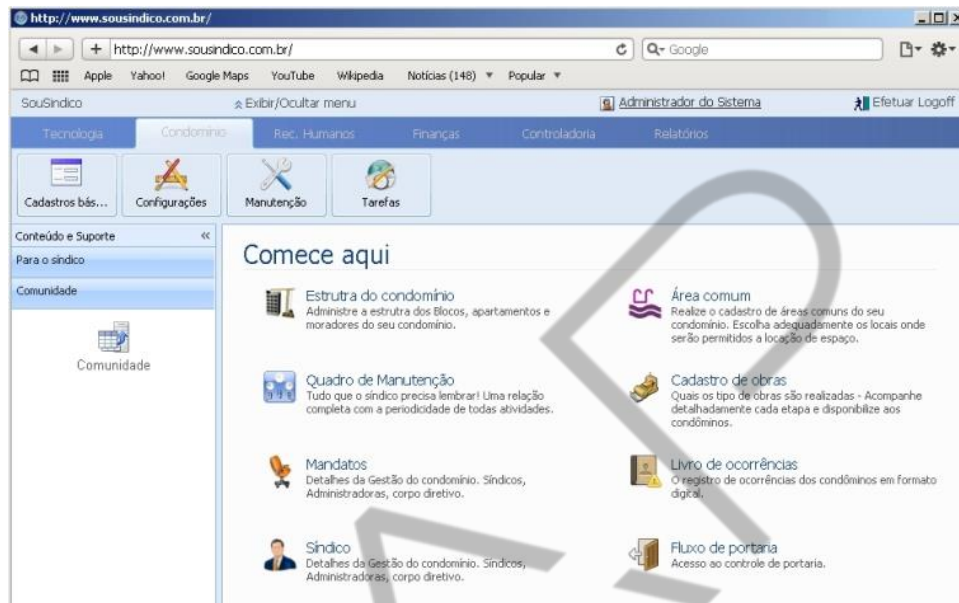 http://www.sousindico.com.br/
http://www.sousindico.com.br/
Google
Apple Yahoo! Google Maps YouTube Wikipedia Notícias (148) Popular
SouSindico Exibir/Ocultar menu Administrador do Sistema Efetuar Logoff
Tecnologia Condomínio Rec. Humanos Finanças Controladoria Relatórios
Cadastros bás... Configurações Manutenção Tarefas
Conteúdo e Suporte «
Para o síndico
Comunidade
Comunidade
Comece aqui
Estrutra do condomínio
Administre a estrutra dos Blocos, apartamentos e
moradores do seu condomínio.
Área comum
Realize o cadastro de áreas comuns do seu
condomínio. Escolha adequadamente os locais onde
serão permitidos a locação de espaço.
Quadro de Manutenção
Tudo que o síndico precisa lembrar! Uma relação
completa com a periodicidade de todas atividades.
Cadastro de obras
Quais os tipo de obras são realizadas - Acompanhe
detalhadamente cada etapa e disponibilize aos
condôminos.
Mandatos
Detalhes da Gestão do condomínio. Síndicos,
Administradoras, corpo diretivo.
Livro de ocorrências
O registro de ocorrências dos condôminos em formato
digital.
Síndico
Detalhes da Gestão do condomínio. Síndicos,
Administradoras, corpo diretivo.
Fluxo de portaria
Acesso ao controle de portaria.